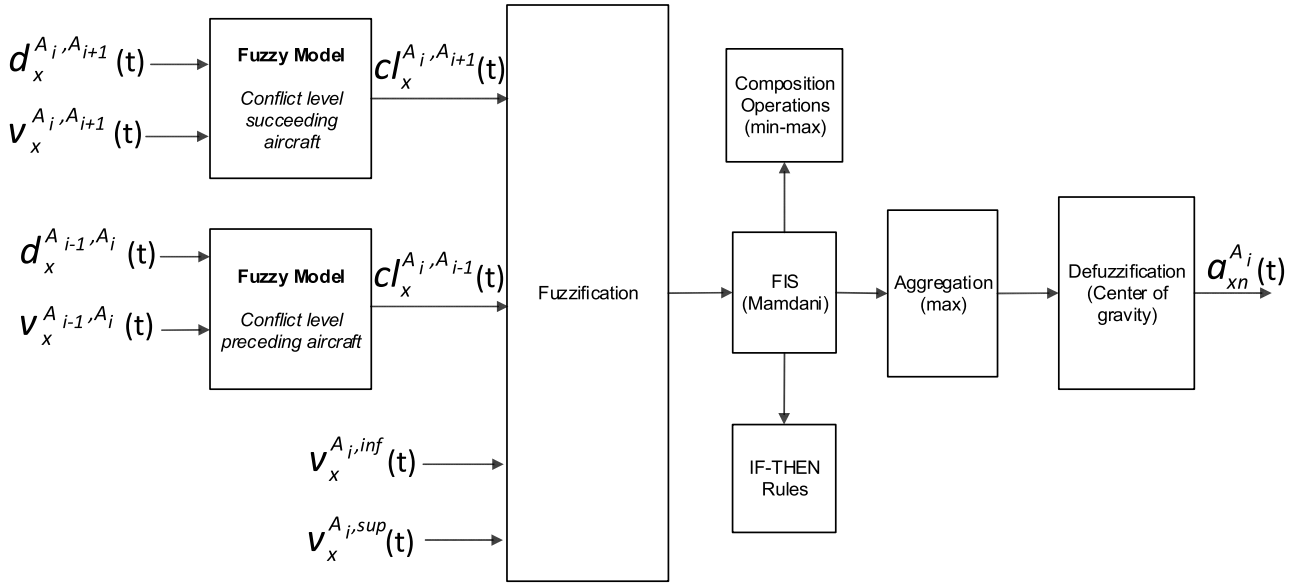 d_x^{A_i,A_{i+1}}(t)
v_x^{A_i,A_{i+1}}(t)
Fuzzy Model
Conflict level
succeeding
aircraft
cl_x^{A_i,A_{i+1}}(t)
d_x^{A_{i-1},A_i}(t)
v_x^{A_{i-1},A_i}(t)
Fuzzy Model
Conflict level
preceding aircraft
cl_x^{A_i,A_{i-1}}(t)
v_x^{A_i,inf}(t)
v_x^{A_i,sup}(t)
Fuzzification
Composition
Operations
(min-max)
FIS
(Mamdani)
IF-THEN
Rules
Aggregation
(max)
Defuzzification
(Center of
gravity)
a_{xn}^{A_i}(t)